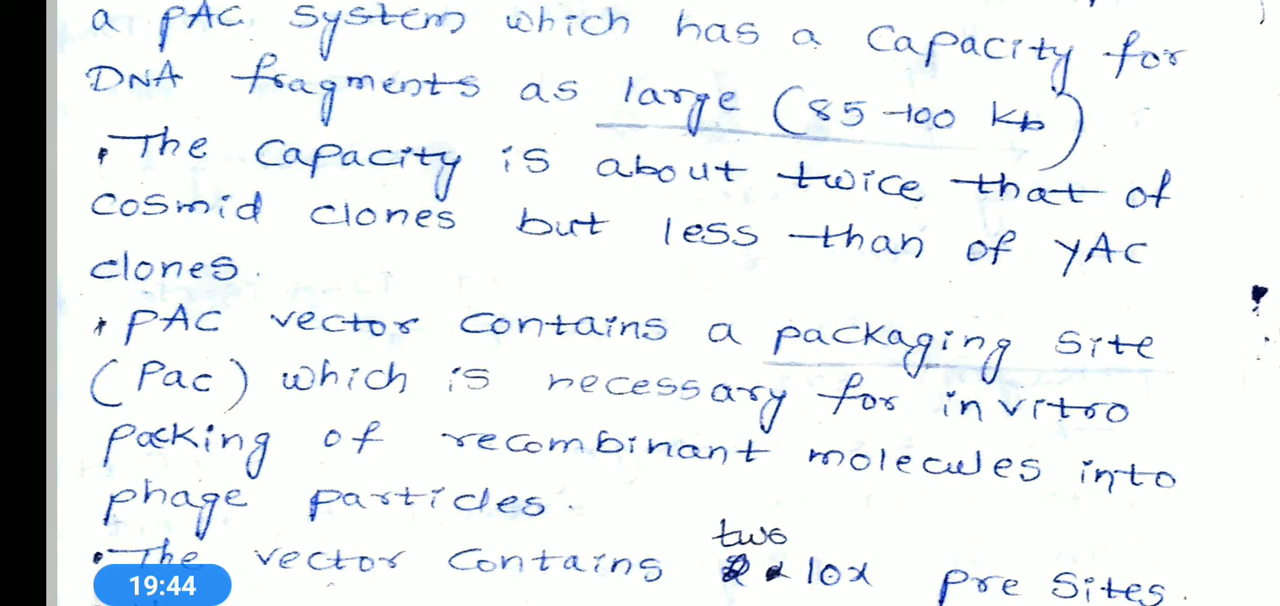 a PAC system which has a capacity for
DNA fragments as large (85-100 kb)
• The capacity is about twice that of
cosmid clones but less than of YAC
clones.
• PAC vector contains a packaging site
(Pac) which is necessary for in vitro
packing of recombinant molecules into
phage particles.
two
• The vector contains lox pre sites.
19:44